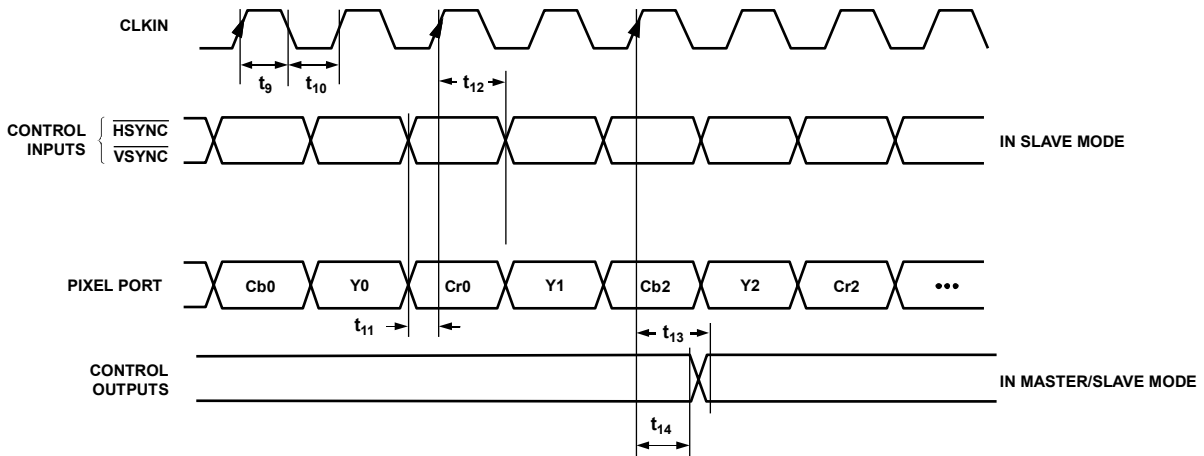 CLKIN
t9 t10 t12
CONTROL INPUTS HSYNC VSYNC IN SLAVE MODE
PIXEL PORT Cb0 Y0 Cr0 Y1 Cb2 Y2 Cr2 •••
t11 t13
CONTROL OUTPUTS IN MASTER/SLAVE MODE
t14